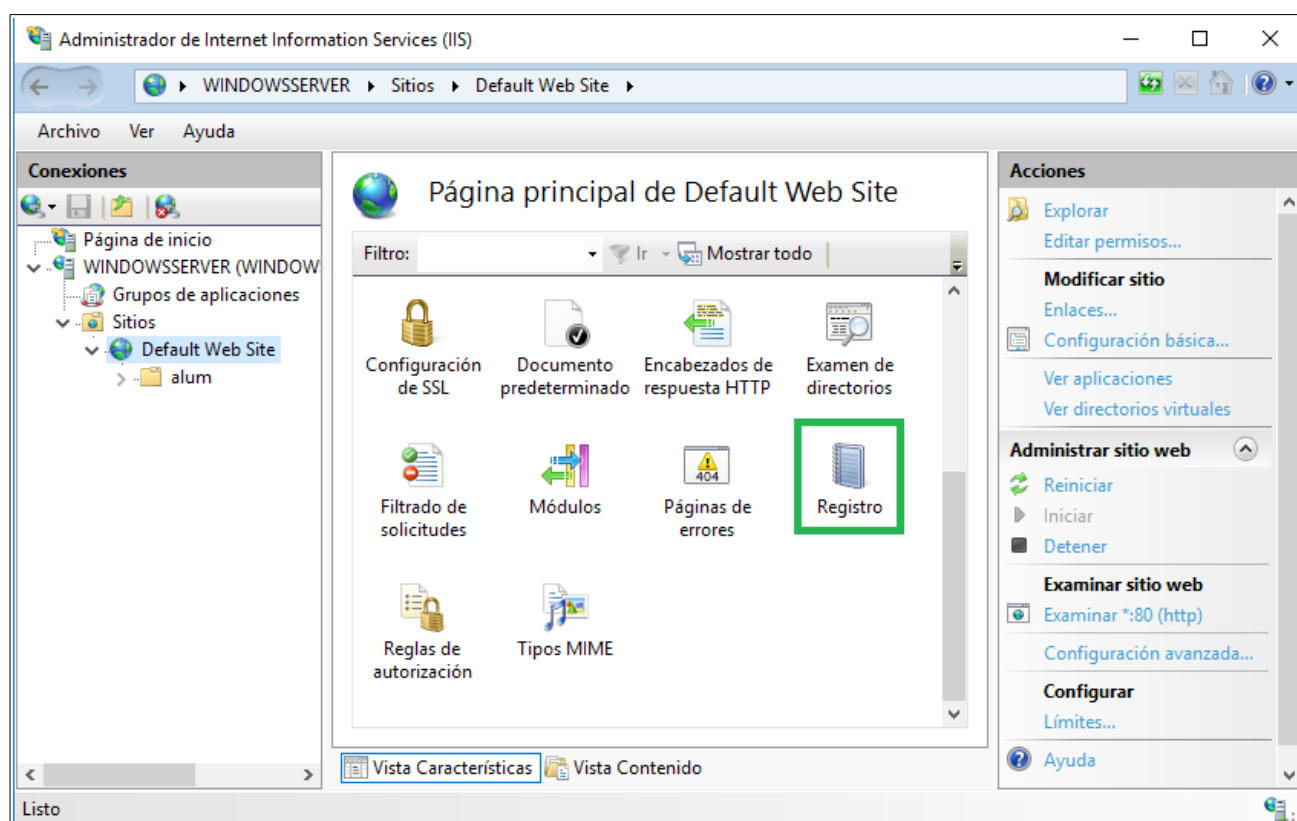 Administrador de Internet Information Services (IIS)
WINDOWSSERVER Sitios Default Web Site
Archivo Ver Ayuda
Conexiones
Página de inicio
WINDOWSSERVER (WINDOW
Grupos de aplicaciones
Sitios
Default Web Site
alum
Página principal de Default Web Site
Filtro: Ir Mostrar todo
Configuración
de SSL
Documento
predeterminado
Encabezados de
respuesta HTTP
Examen de
directorios
Filtrado de
solicitudes
Módulos
404
Páginas de
errores
Registro
Reglas de
autorización
Tipos MIME
Vista Características Vista Contenido
Acciones
Explorar
Editar permisos...
Modificar sitio
Enlaces...
Configuración básica...
Ver aplicaciones
Ver directorios virtuales
Administrar sitio web
Reiniciar
Iniciar
Detener
Examinar sitio web
Examinar *:80 (http)
Configuración avanzada...
Configurar
Límites...
Ayuda
Listo